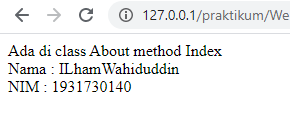 127.0.0.1/praktikum/We
Ada di class About method Index
Nama : ILhamWahiduddin
NIM : 1931730140